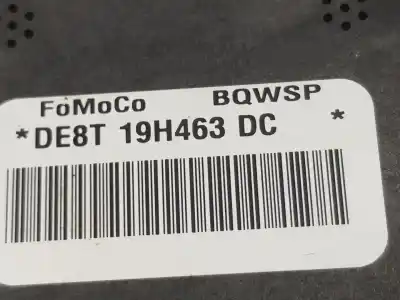 FoMoCo BQWSP
*DE8T 19H463 DC *